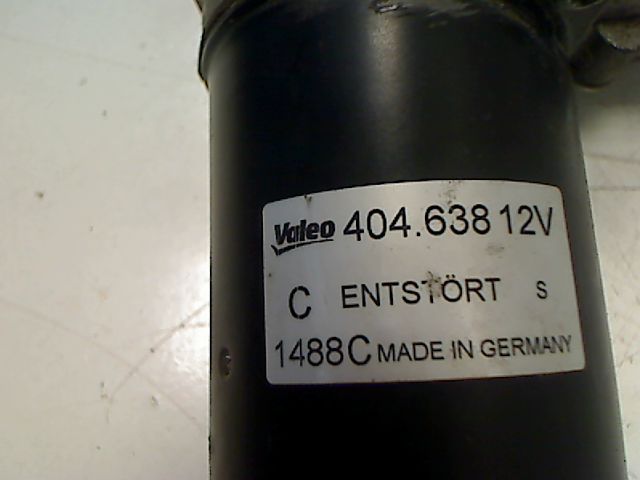 Valeo 404.638 12V
C ENTSTÖRT S
1488C MADE IN GERMANY